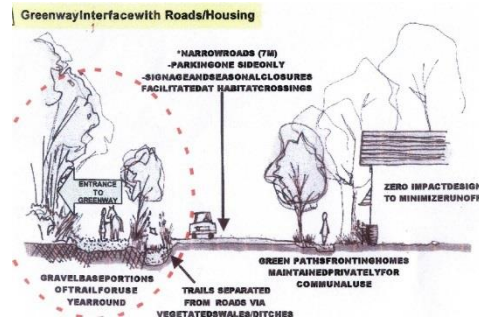 GreenwayInterfacewith Roads/Housing
*NARROWROADS (7M)
-PARKINGONE SIDEONLY
-SIGNAGEANDSEASONALCLOSURES
FACILITATEDAT HABITATCROSSINGS
ENTRANCE
TO
GREENWAY
ZERO IMPACTDESIGN
TO MINIMIZERUNOFF
GREEN PATHSFRONTINGHOMES
MAINTAINEDPRIVATELYFOR
COMMUNALUSE
GRAVELBASEPORTIONS
OFTRAILFORUSE
YEARROUND
TRAILS SEPARATED
FROM ROADS VIA
VEGETATEDSWALES/DITCHES